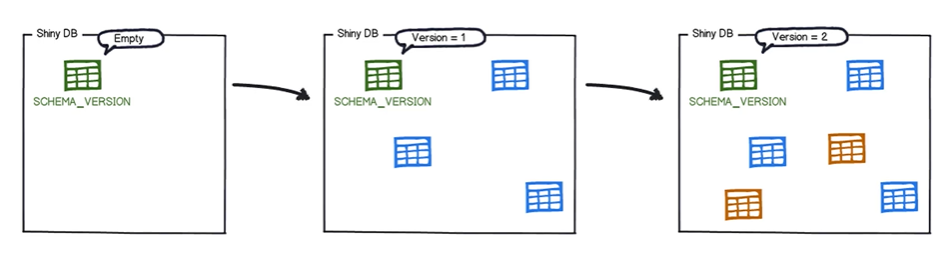 Shiny DB
Empty
SCHEMA_VERSION
Shiny DB
Version = 1
SCHEMA_VERSION
Shiny DB
Version = 2
SCHEMA_VERSION